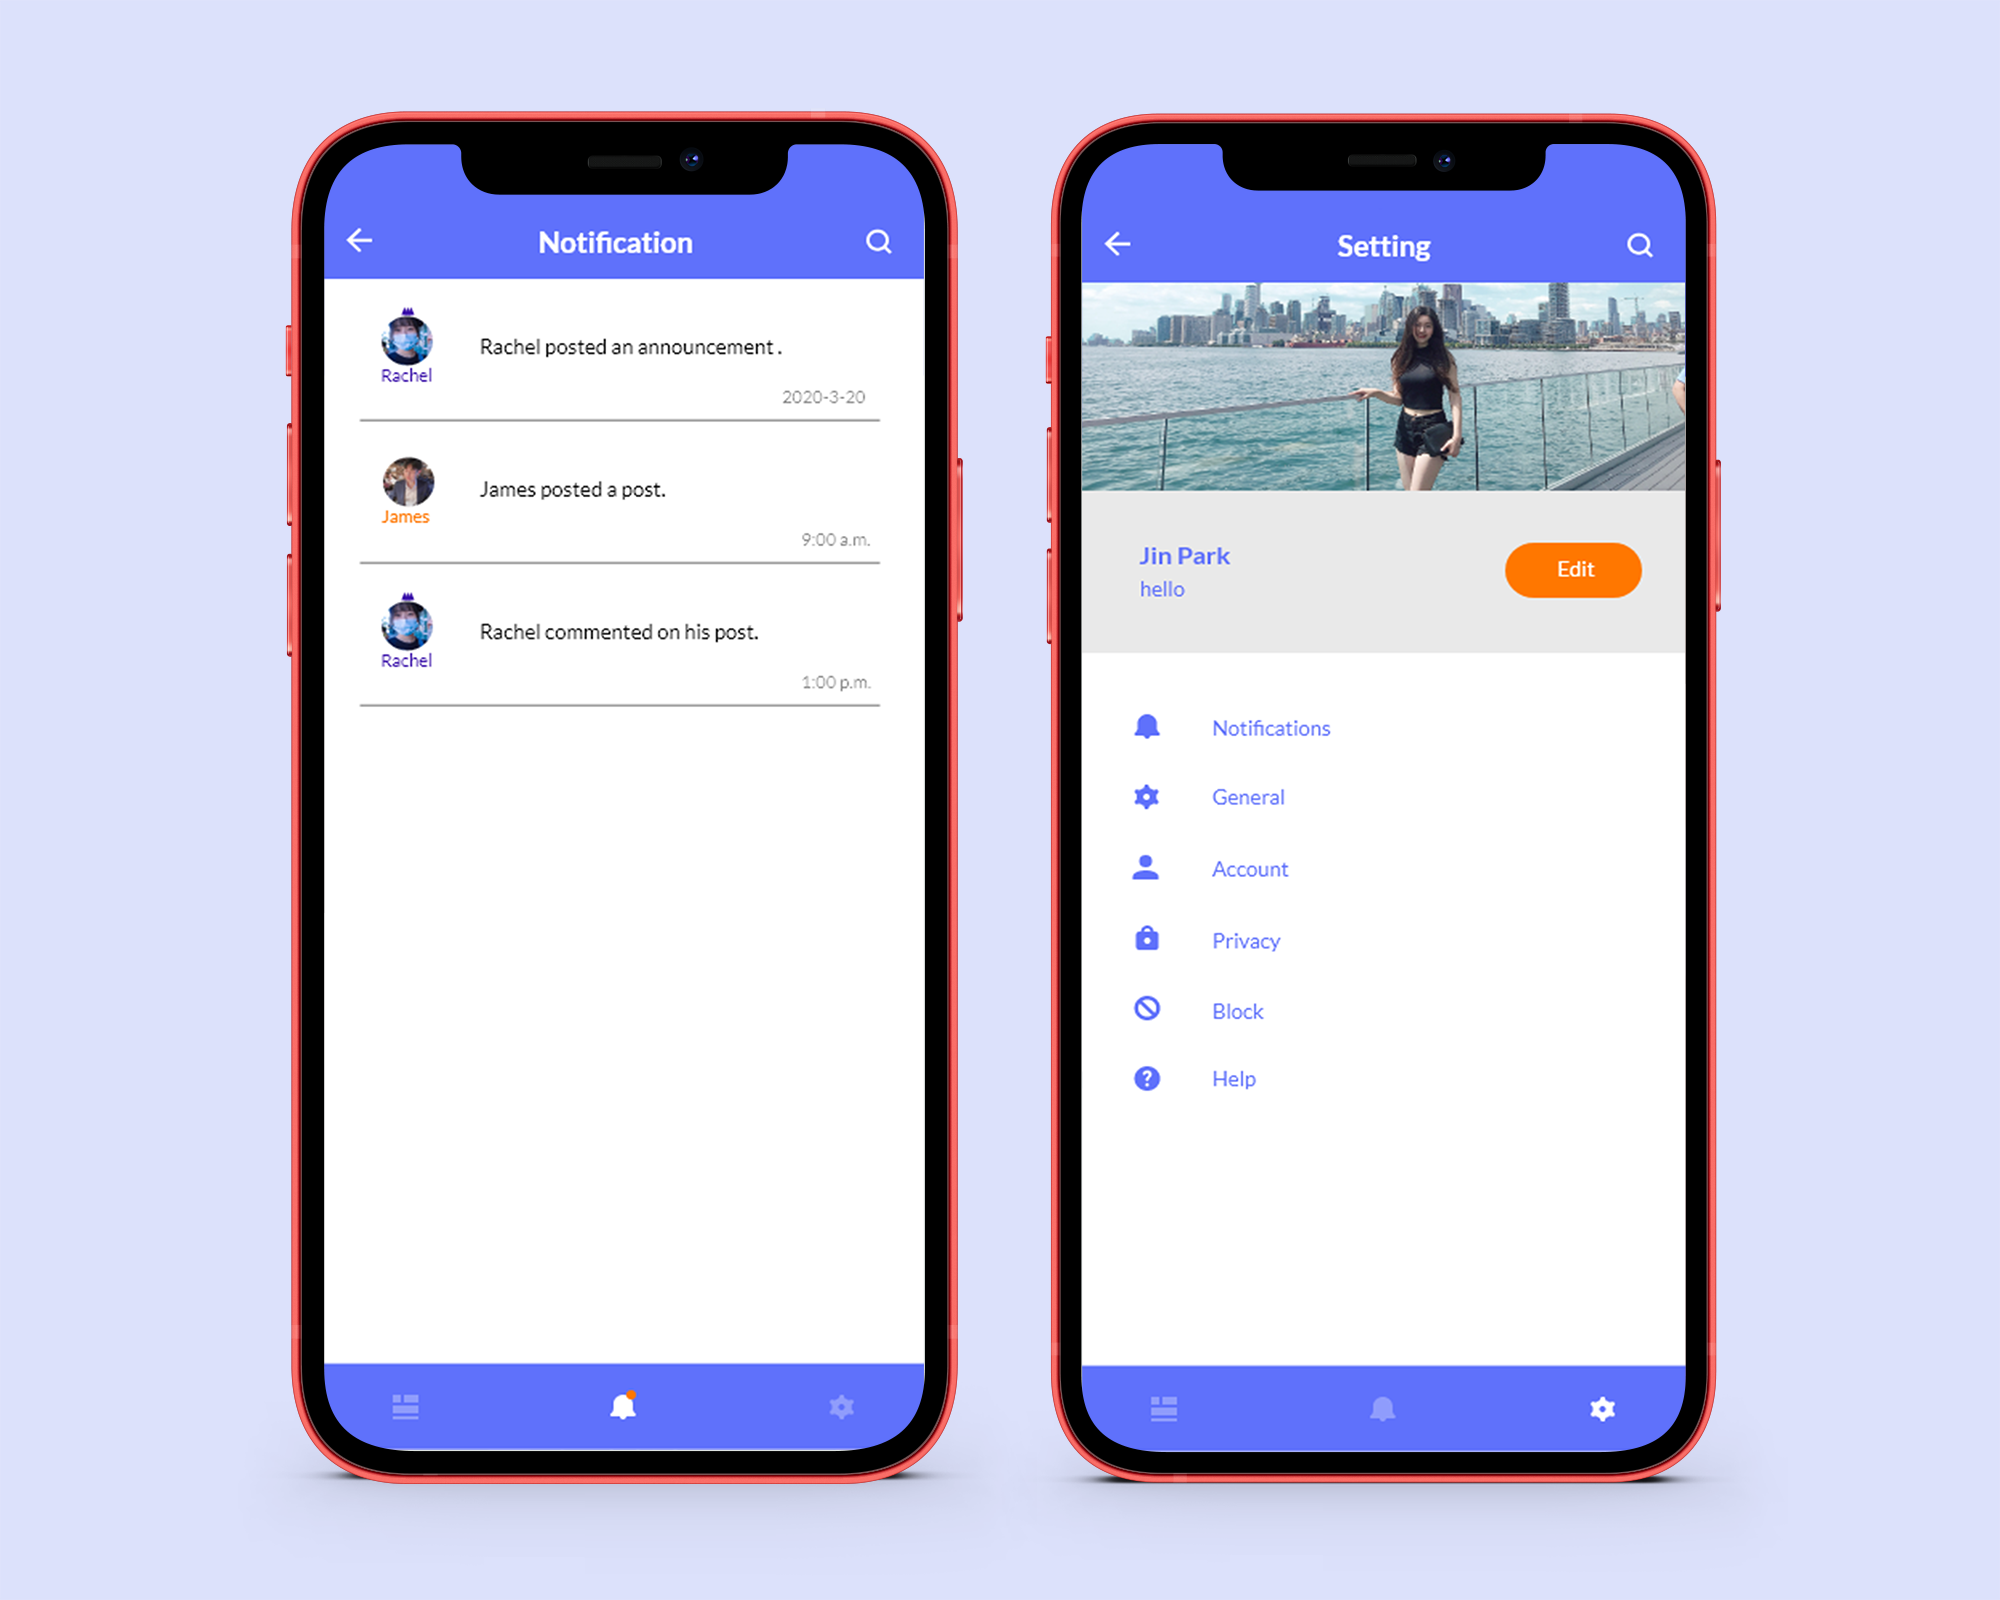 Notification
Rachel posted an announcement .
Rachel
2020-3-20
James posted a post.
James
9:00 a.m.
Rachel commented on his post.
Rachel
1:00 p.m.
Setting
Jin Park
Edit
hello
Notifications
General
Account
Privacy
Block
Help